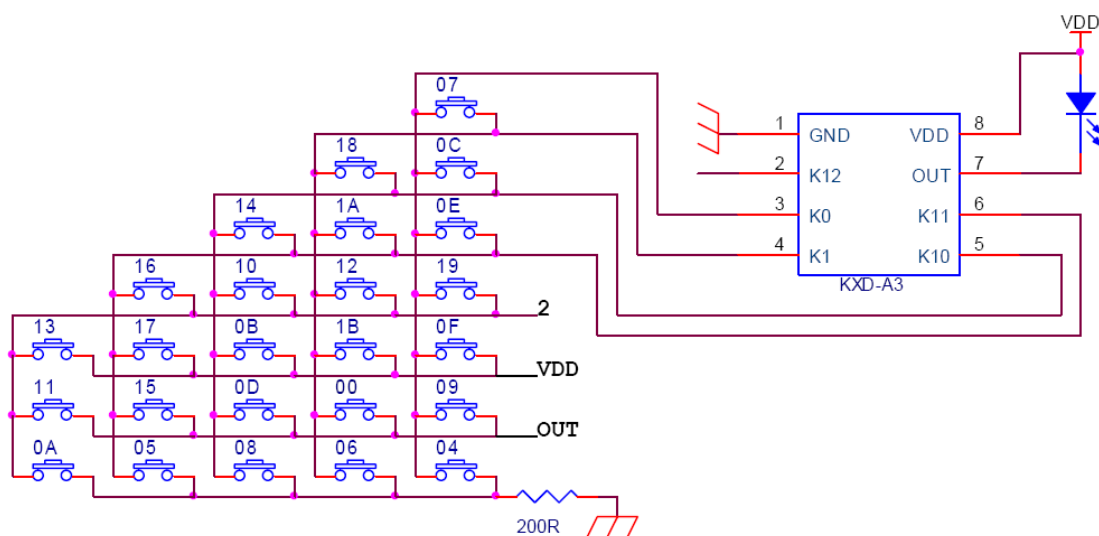 VDD
07
1 GND VDD 8
18 0C
2 K12 OUT 7
14 1A 0E
3 K0 K11 6
4 K1 K10 5
16 10 12 19
KXD-A3
2
13 17 0B 1B 0F
VDD
11 15 0D 00 09
OUT
0A 05 08 06 04
200R